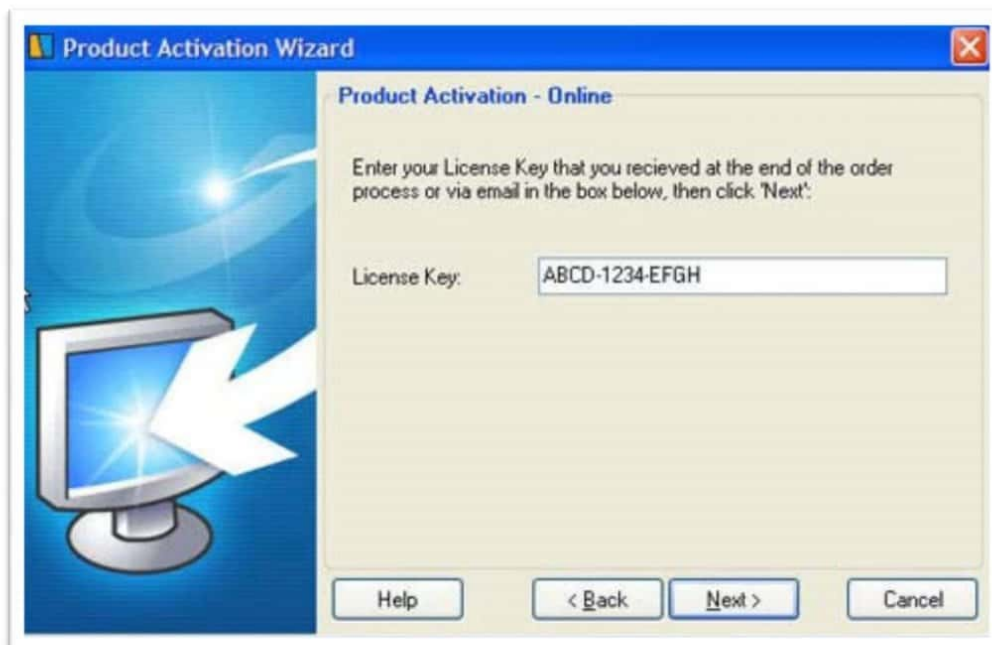 Product Activation Wizard
Product Activation - Online
Enter your License Key that you recieved at the end of the order
process or via email in the box below, then click 'Next':
License Key:
ABCD-1234-EFGH
Help
< Back
Next >
Cancel